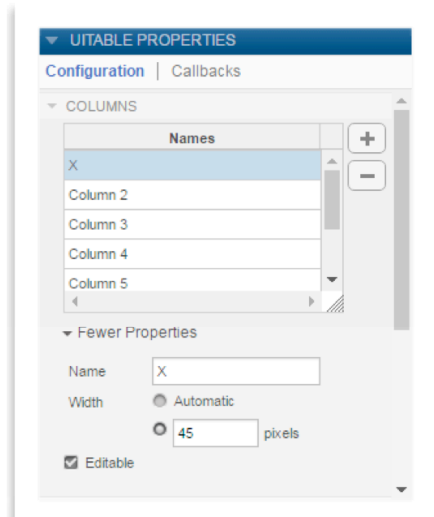 UITABLE PROPERTIES
Configuration | Callbacks
COLUMNS
Names
X
Column 2
Column 3
Column 4
Column 5
Fewer Properties
Name X
Width Automatic
45 pixels
Editable